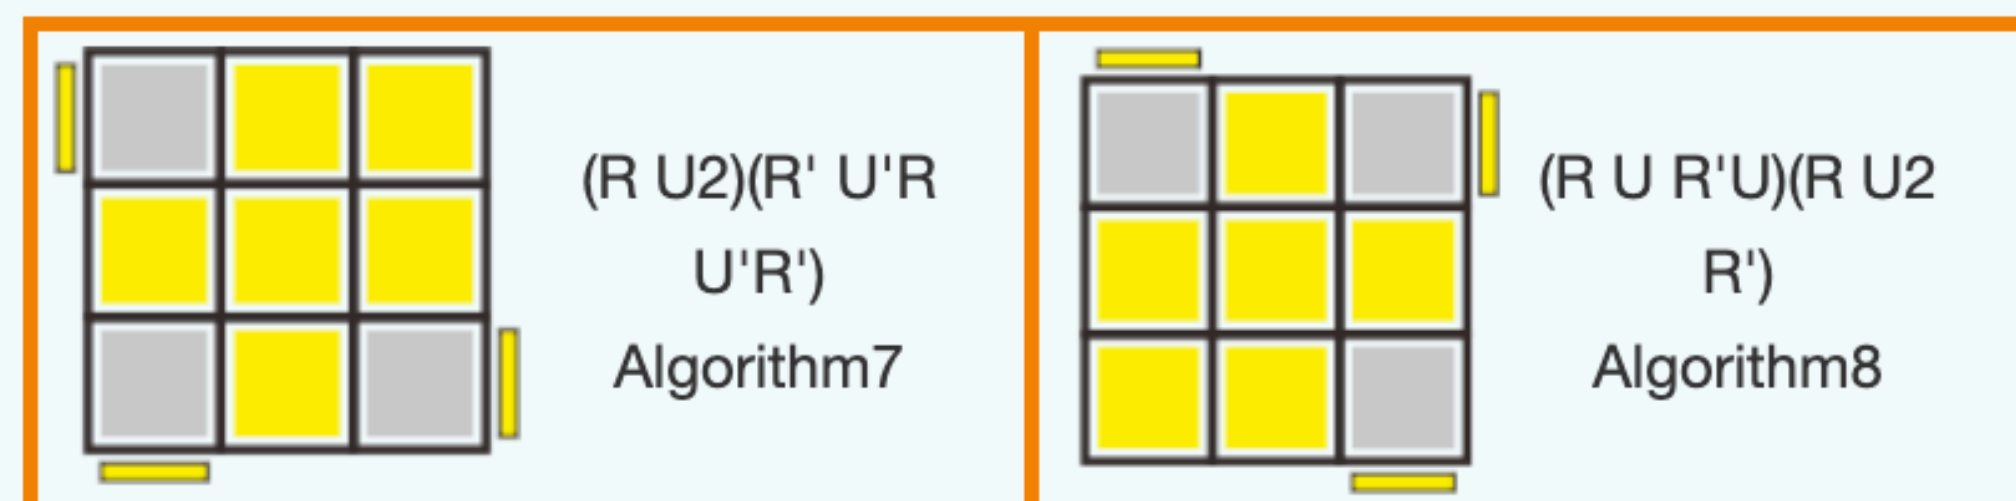 (R U2)(R' U'R
U'R')
Algorithm7
(R U R'U)(R U2
R')
Algorithm8